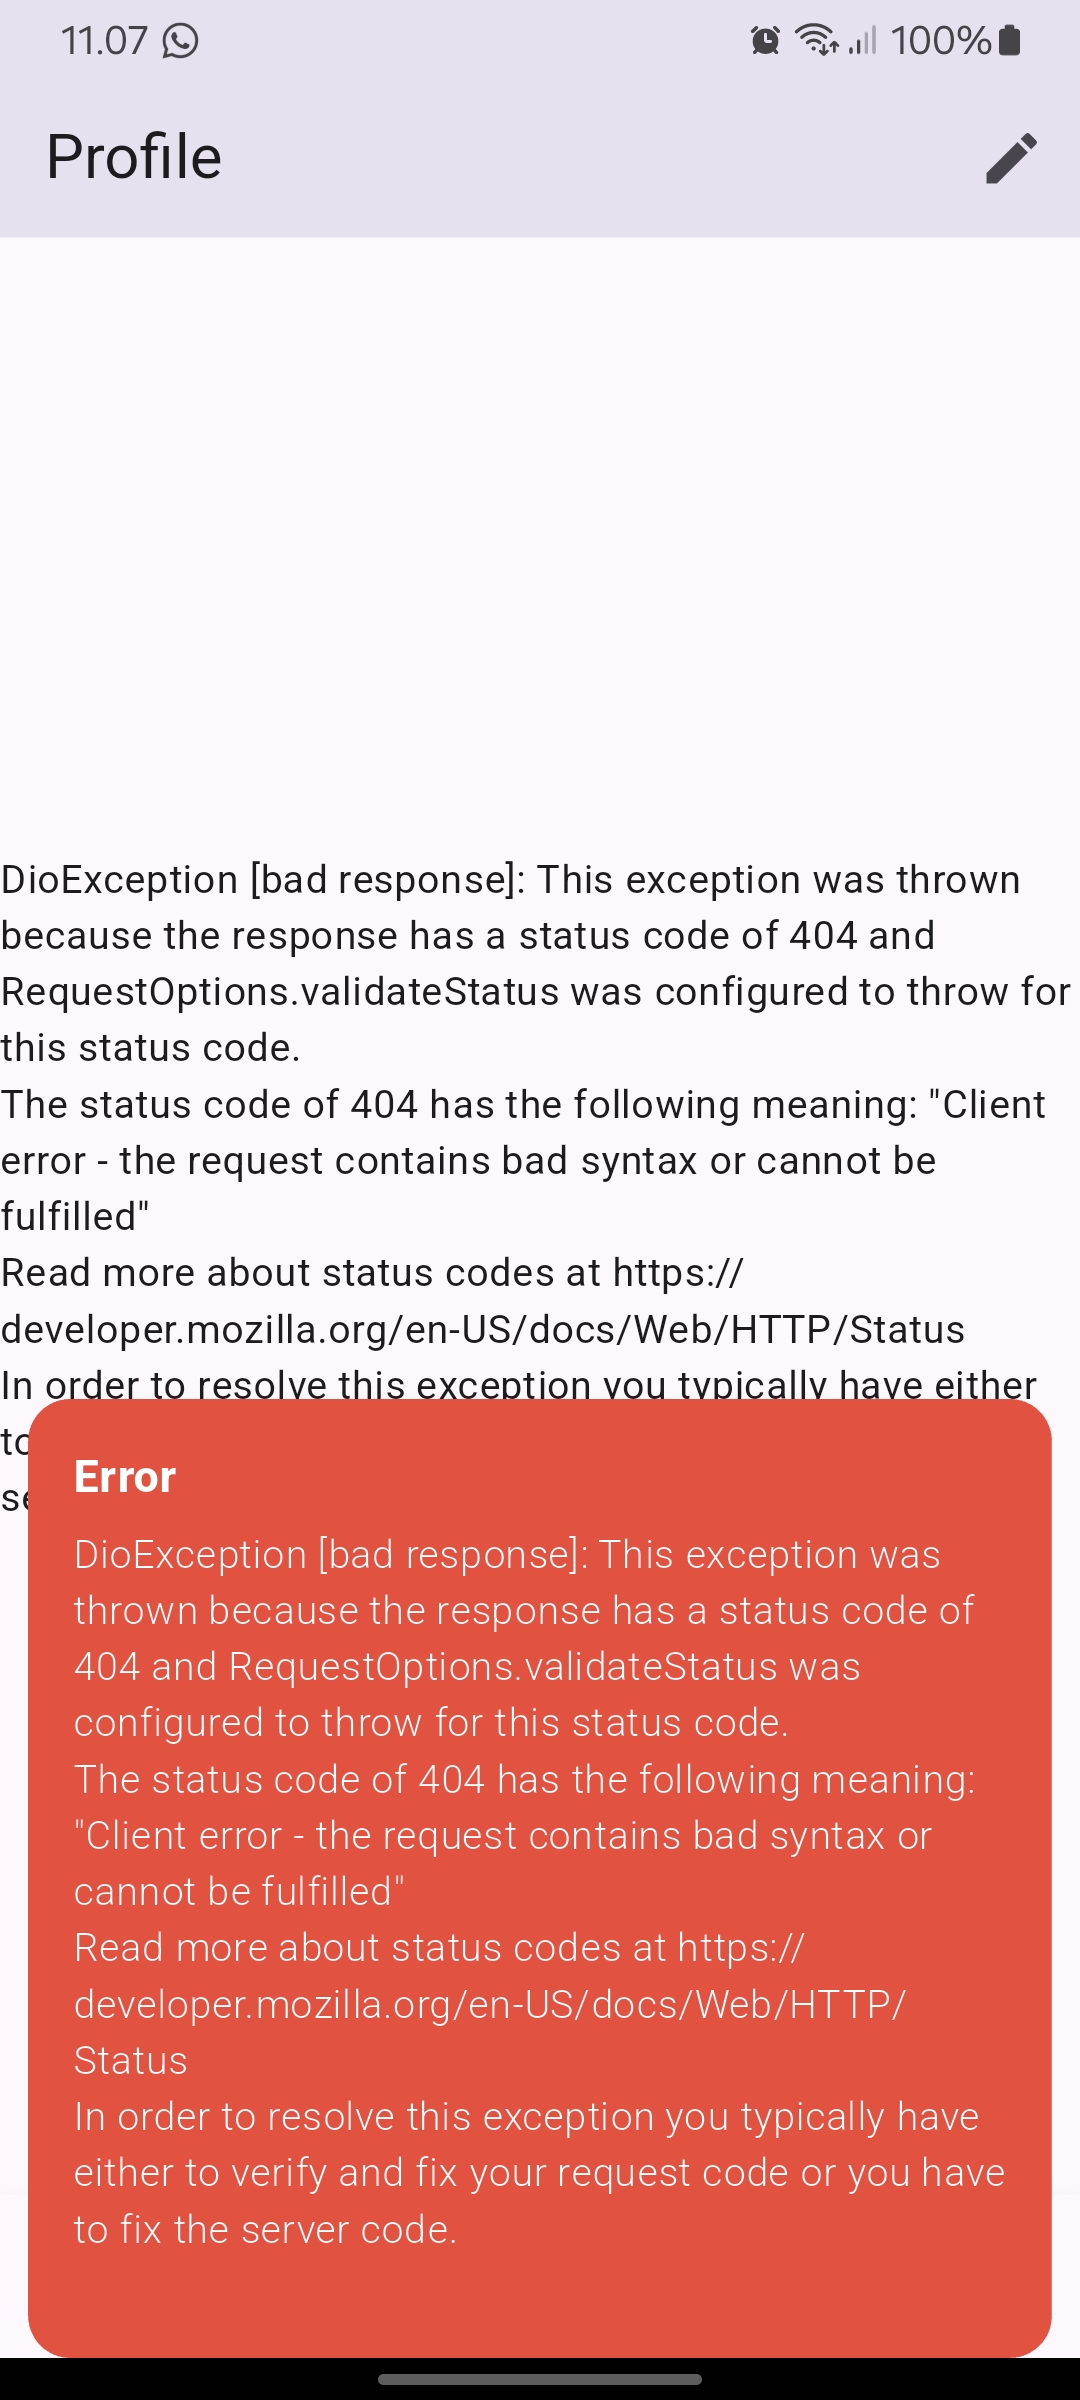 11.07
100%
Profile
DioException [bad response]: This exception was thrown
because the response has a status code of 404 and
RequestOptions.validateStatus was configured to throw for
this status code.
The status code of 404 has the following meaning: "Client
error - the request contains bad syntax or cannot be
fulfilled"
Read more about status codes at https://
developer.mozilla.org/en-US/docs/Web/HTTP/Status
In order to resolve this exception you typically have either
to
se
Error
DioException [bad response]: This exception was
thrown because the response has a status code of
404 and RequestOptions.validateStatus was
configured to throw for this status code.
The status code of 404 has the following meaning:
"Client error - the request contains bad syntax or
cannot be fulfilled"
Read more about status codes at https://
developer.mozilla.org/en-US/docs/Web/HTTP/
Status
In order to resolve this exception you typically have
either to verify and fix your request code or you have
to fix the server code.